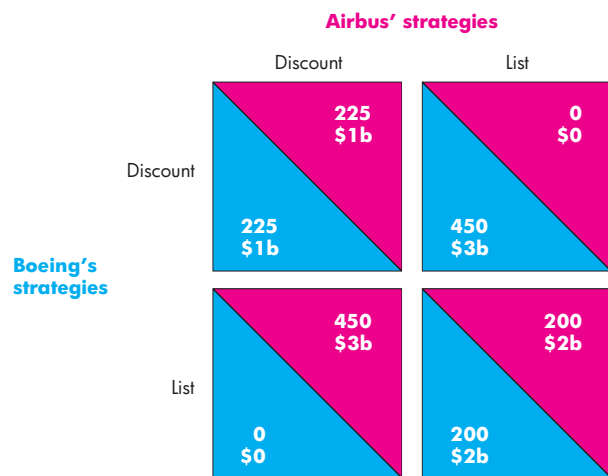 Airbus’ strategies
Discount
List
225
$1b
0
$0
Discount
225
$1b
450
$3b
Boeing’s
strategies
450
$3b
200
$2b
List
0
$0
200
$2b